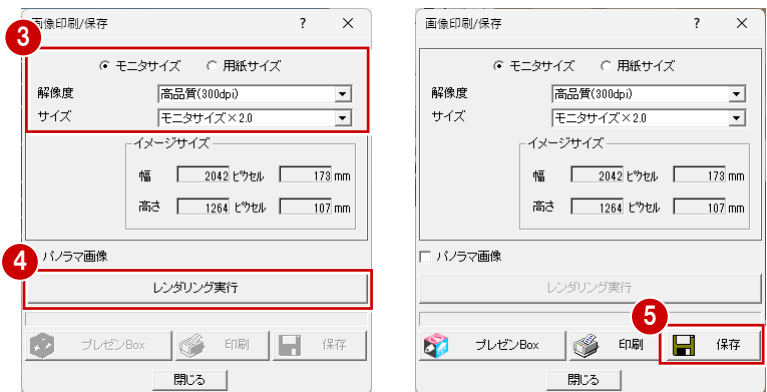 画像印刷/保存 ? ×
3
モニタサイズ 用紙サイズ
解像度 高品質(300dpi)
サイズ モニタサイズ×2.0
イメージサイズ
幅 2042 ピクセル 173 mm
高さ 1264 ピクセル 107 mm
4
パノラマ画像
レンダリング実行
プレゼンBox 印刷 保存
閉じる
画像印刷/保存 ? ×
モニタサイズ 用紙サイズ
解像度 高品質(300dpi)
サイズ モニタサイズ×2.0
イメージサイズ
幅 2042 ピクセル 173 mm
高さ 1264 ピクセル 107 mm
パノラマ画像
レンダリング実行
5
プレゼンBox 印刷 保存
閉じる